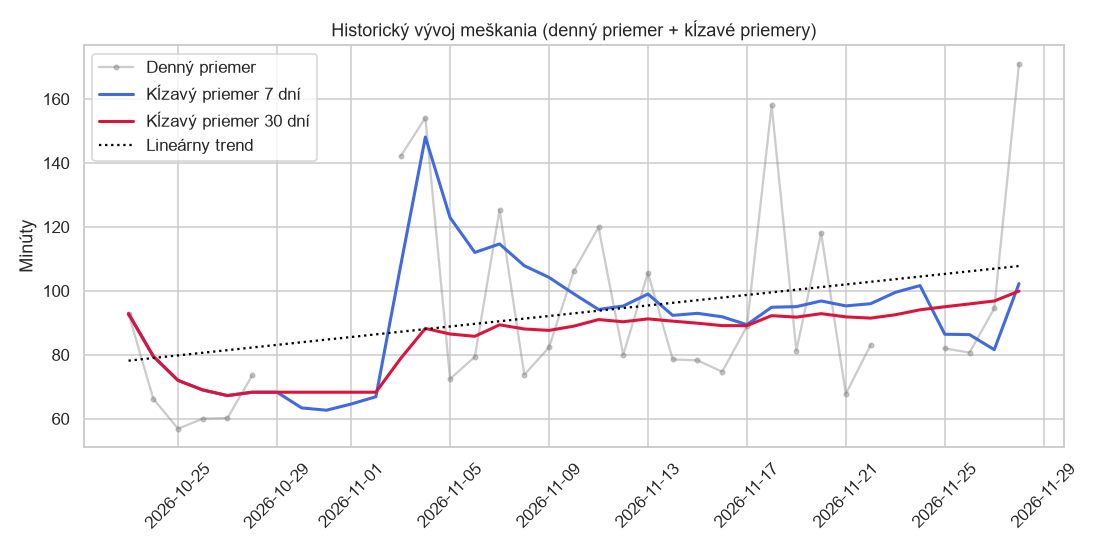 Historický vývoj meškania (denný priemer + kĺzavé priemery)
Denný priemer
Kĺzavý priemer 7 dní
Kĺzavý priemer 30 dní
Lineárny trend
Minúty
160
140
120
100
80
60
2026-10-25
2026-10-29
2026-11-01
2026-11-05
2026-11-09
2026-11-13
2026-11-17
2026-11-21
2026-11-25
2026-11-29